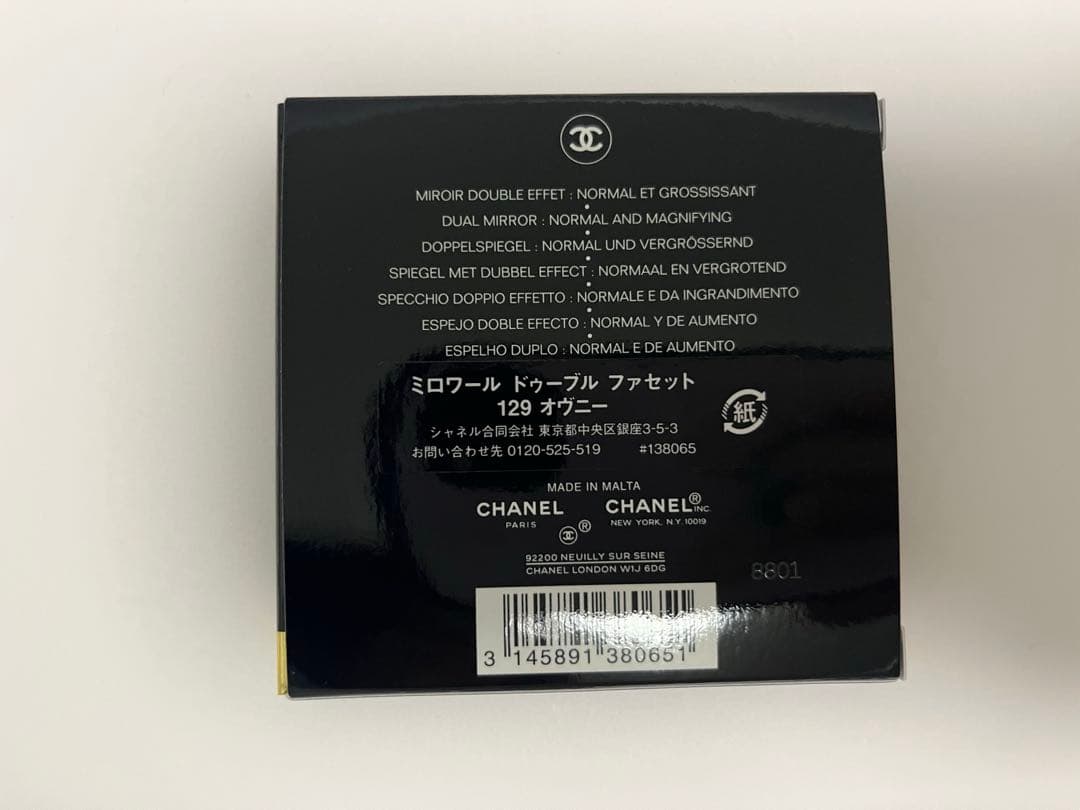 MIROIR DOUBLE EFFET : NORMAL ET GROSSISSANT
•
DUAL MIRROR : NORMAL AND MAGNIFYING
•
DOPPELSPIEGEL : NORMAL UND VERGRÖSSERND
•
SPIEGEL MET DUBBEL EFFECT : NORMAAL EN VERGROTEND
•
SPECCHIO DOPPIO EFFETTO : NORMALE E DA INGRANDIMENTO
•
ESPEJO DOBLE EFECTO : NORMAL Y DE AUMENTO
•
ESPELHO DUPLO : NORMAL E DE AUMENTO
ミロワール ドゥーブル ファセット
129 オヴニー
紙
シャネル合同会社 東京都中央区銀座3-5-3
お問い合わせ先 0120-525-519 #138065
MADE IN MALTA
CHANEL CHANEL® INC.
PARIS NEW YORK, N.Y. 10019
®
92200 NEUILLY SUR SEINE
CHANEL LONDON W1J 6DG
8801
3 145891 380651